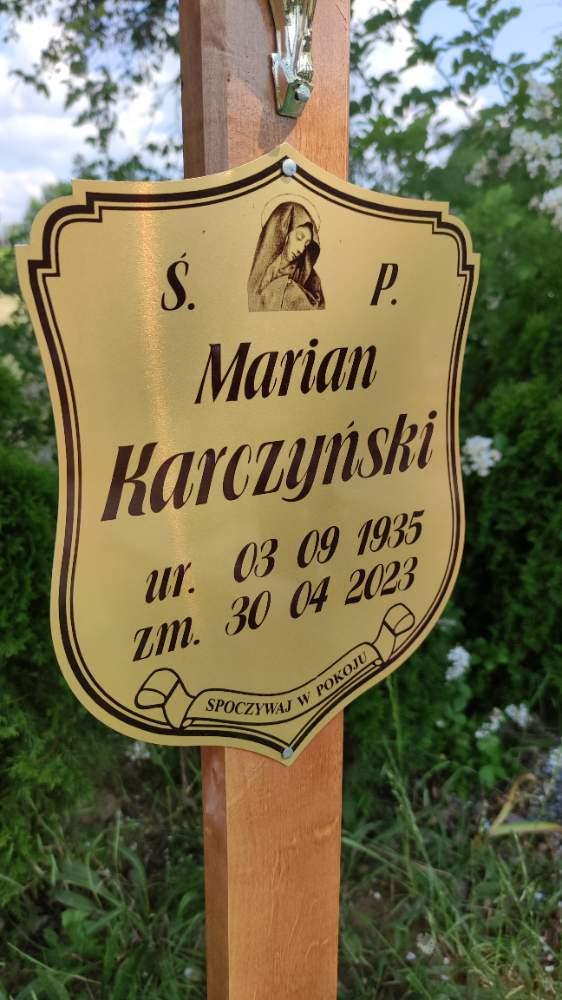 Ś. P.
Marian
Karczyński
ur. 03 09 1935
zm. 30 04 2023
SPOCZYWAJ W POKOJU